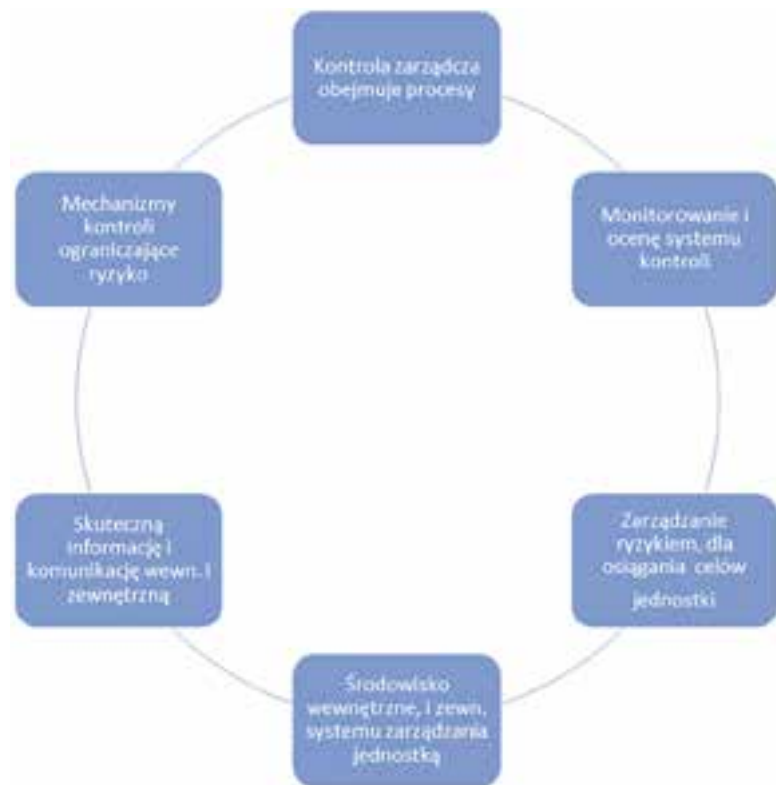 Kontrola zarządcza
obejmuje procesy
Monitorowanie i
ocenę systemu
kontroli
Zarządzanie
ryzykiem, dla
osiągania celów
jednostki
Środowisko
wewnętrzne, i zewn.
systemu zarządzania
jednostką
Skuteczną
informację i
komunikację wewn. i
zewnętrzną
Mechanizmy
kontroli
ograniczające
ryzyko